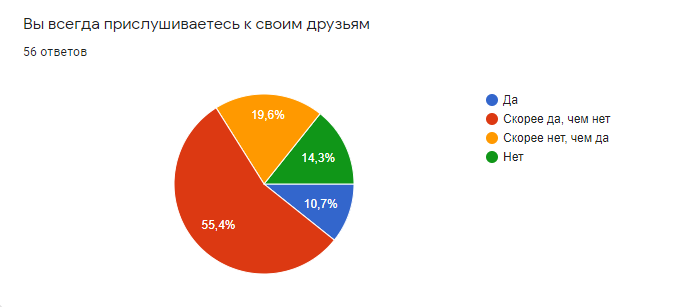 Вы всегда прислушиваетесь к своим друзьям
56 ответов
19,6%
14,3%
10,7%
55,4%
Да
Скорее да, чем нет
Скорее нет, чем да
Нет